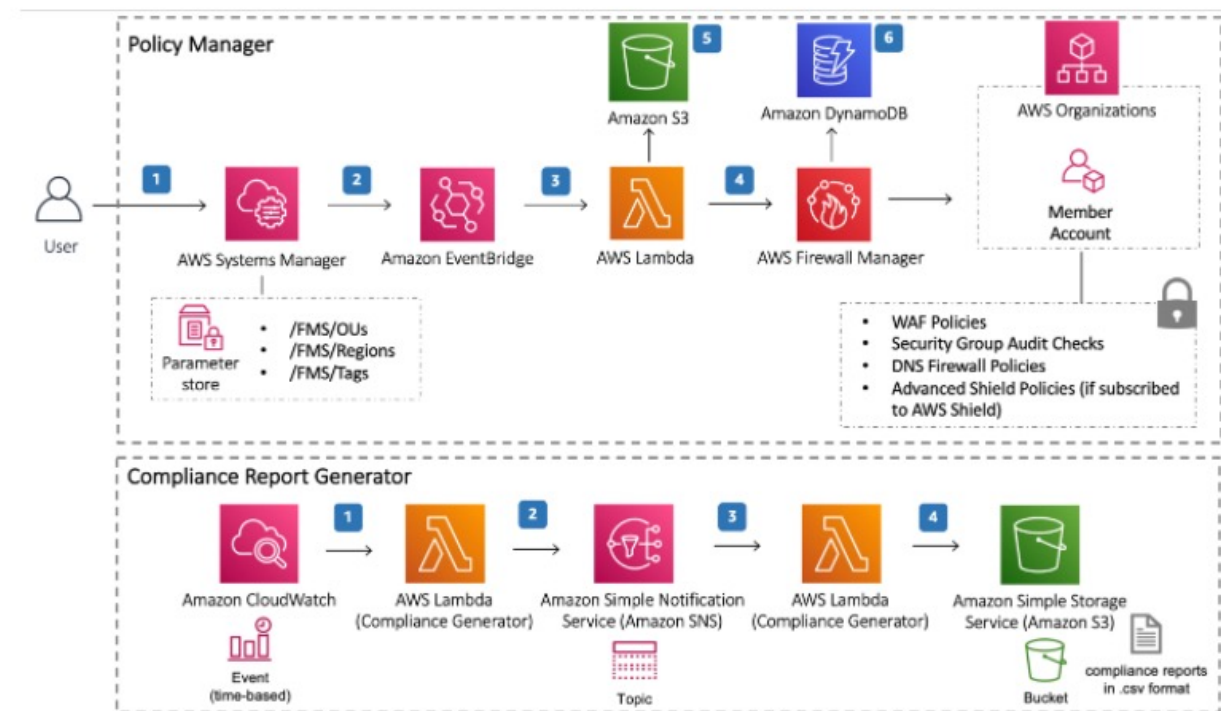 Policy Manager
5
6
Amazon S3
Amazon DynamoDB
AWS Organizations
1
2
3
4
Member
Account
User
AWS Systems Manager
Amazon EventBridge
AWS Lambda
AWS Firewall Manager
Parameter
store
• /FMS/OUs
• /FMS/Regions
• /FMS/Tags
• WAF Policies
• Security Group Audit Checks
• DNS Firewall Policies
• Advanced Shield Policies (if subscribed
to AWS Shield)
Compliance Report Generator
1
2
3
4
Amazon CloudWatch
AWS Lambda
(Compliance Generator)
Amazon Simple Notification
Service (Amazon SNS)
AWS Lambda
(Compliance Generator)
Amazon Simple Storage
Service (Amazon S3)
Event
(time-based)
Topic
Bucket
compliance reports
in .csv format